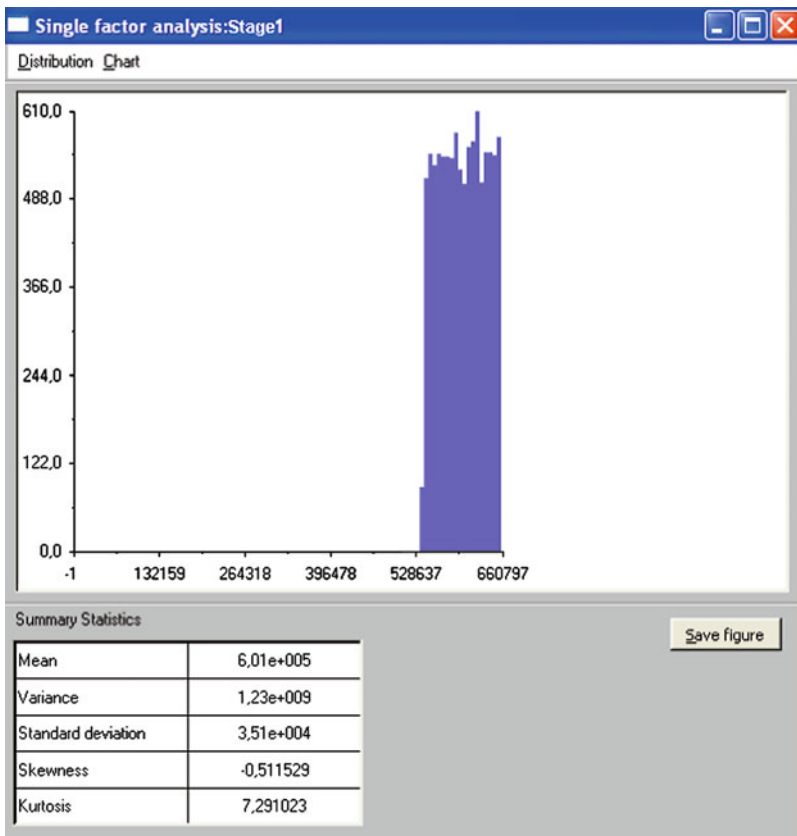 Single factor analysis:Stage1
Distribution Chart
610,0
488,0
366,0
244,0
122,0
0,0
-1 132159 264318 396478 528637 660797
Summary Statistics
Save figure
Mean 6,01e+005
Variance 1,23e+009
Standard deviation 3,51e+004
Skewness -0,511529
Kurtosis 7,291023